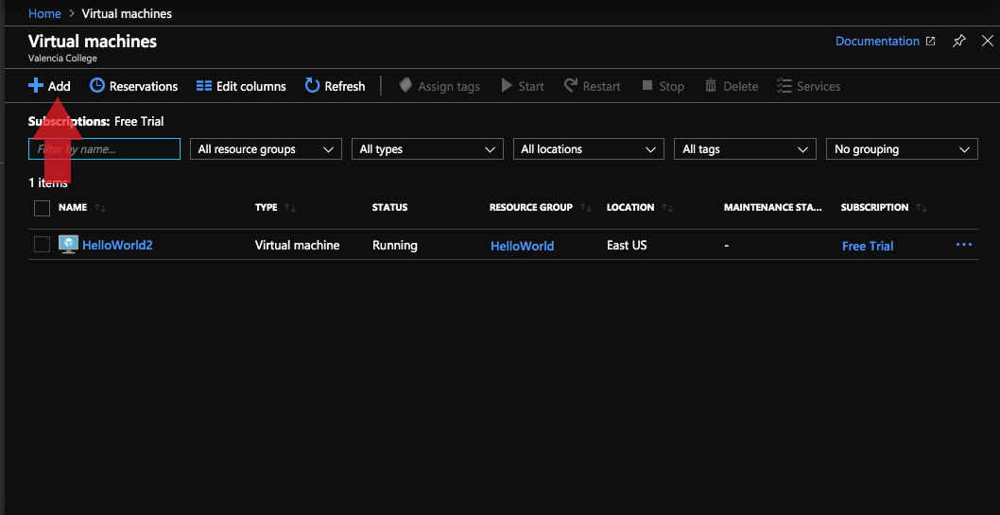 Home > Virtual machines
Virtual machines
Documentation
Valencia College
Add Reservations Edit columns Refresh Assign tags Start Restart Stop Delete Services
Subscriptions: Free Trial
Filter by name... All resource groups All types All locations All tags No grouping
1 items
NAME TYPE STATUS RESOURCE GROUP LOCATION MAINTENANCE STA... SUBSCRIPTION
HelloWorld2 Virtual machine Running HelloWorld East US - Free Trial